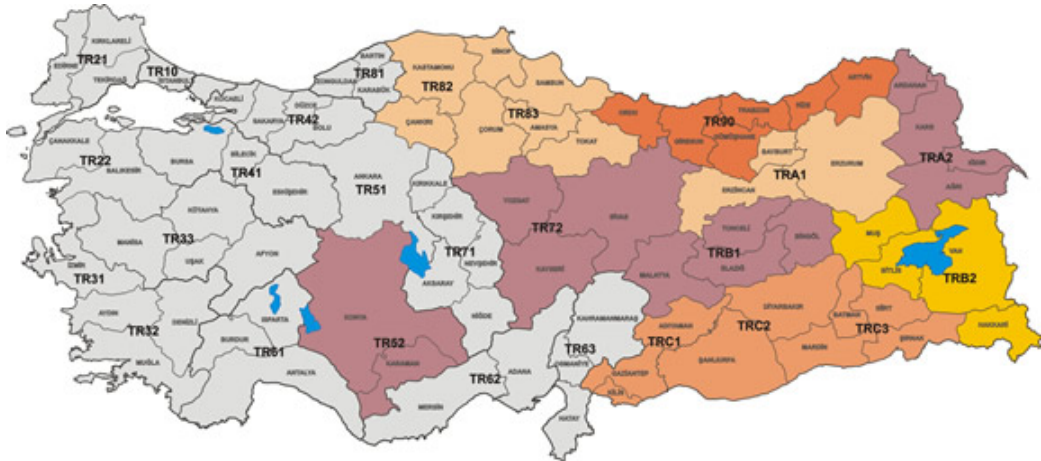 KIRKLARELİ
TR21
EDİRNE
TEKİRDAĞ
TR10
İSTANBUL
KOCAELİ
SAKARYA
DÜZCE
TR42
BOLU
BARTIN
ZONGULDAK
TR81
KARABÜK
KASTAMONU
TR82
ÇANKIRI
SİNOP
SAMSUN
TR83
ÇORUM
AMASYA
TOKAT
ORDU
GİRESUN
TRABZON
TR90
GÜMÜŞHANE
RİZE
ARTVİN
ARDAHAN
KARS
TRA2
IĞDIR
AĞRI
BAYBURT
ERZURUM
TRA1
ERZİNCAN
ÇANAKKALE
TR22
BALIKESİR
BURSA
BİLECİK
TR41
ESKİŞEHİR
ANKARA
TR51
KIRIKKALE
KIRŞEHİR
TR71
NEVŞEHİR
AKSARAY
NİĞDE
YOZGAT
TR72
SİVAS
KAYSERİ
KÜTAHYA
TR33
MANİSA
UŞAK
AFYON
İZMİR
TR31
AYDIN
TR32
DENİZLİ
MUĞLA
ISPARTA
BURDUR
TR61
ANTALYA
KONYA
TR52
KARAMAN
TR62
ADANA
MERSİN
KAHRAMANMARAŞ
TR63
OSMANİYE
HATAY
TUNCELİ
BİNGÖL
TRB1
ELAZIĞ
MALATYA
MUŞ
BİTLİS
VAN
TRB2
HAKKARİ
ADIYAMAN
TRC1
GAZİANTEP
KİLİS
DİYARBAKIR
TRC2
ŞANLIURFA
BATMAN
SİİRT
TRC3
MARDİN
ŞIRNAK